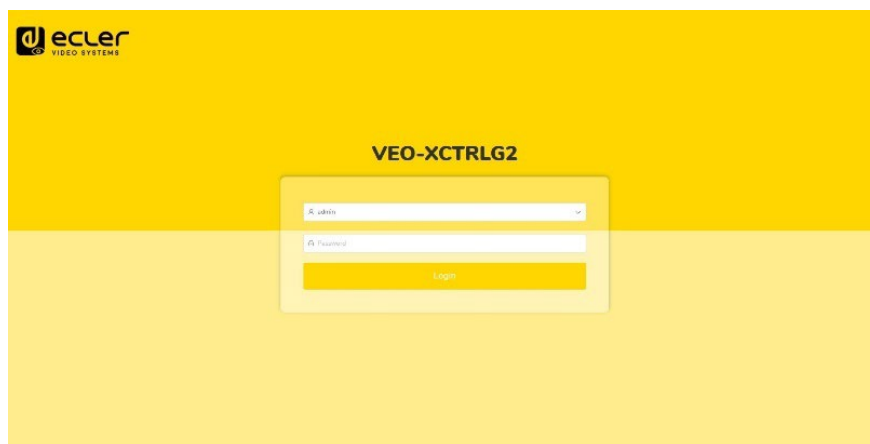 ecler
VIDEO SYSTEMS
VEO-XCTRLG2
admin
Password
Login